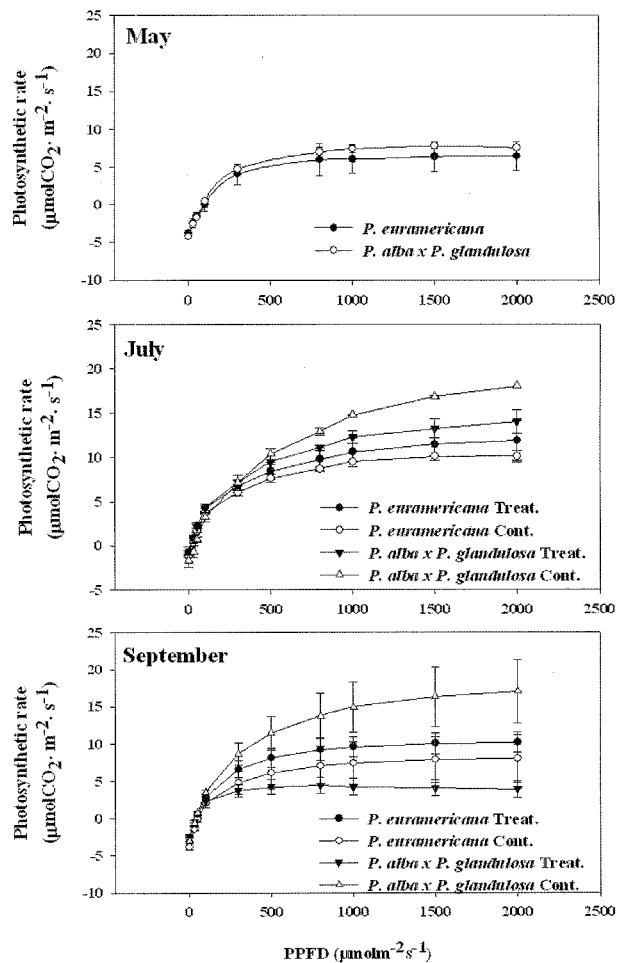 May
Photosynthetic rate
(µmolCO₂· m⁻²· s⁻¹)
25
20
15
10
5
0
-5
-10
P. euramericana
P. alba x P. glandulosa
0 500 1000 1500 2000 2500
July
Photosynthetic rate
(µmolCO₂· m⁻²· s⁻¹)
25
20
15
10
5
0
-5
P. euramericana Treat.
P. euramericana Cont.
P. alba x P. glandulosa Treat.
P. alba x P. glandulosa Cont.
0 500 1000 1500 2000 2500
September
Photosynthetic rate
(µmolCO₂· m⁻²· s⁻¹)
25
20
15
10
5
0
-5
-10
P. euramericana Treat.
P. euramericana Cont.
P. alba x P. glandulosa Treat.
P. alba x P. glandulosa Cont.
0 500 1000 1500 2000 2500
PPFD (µmolm⁻²s⁻¹)